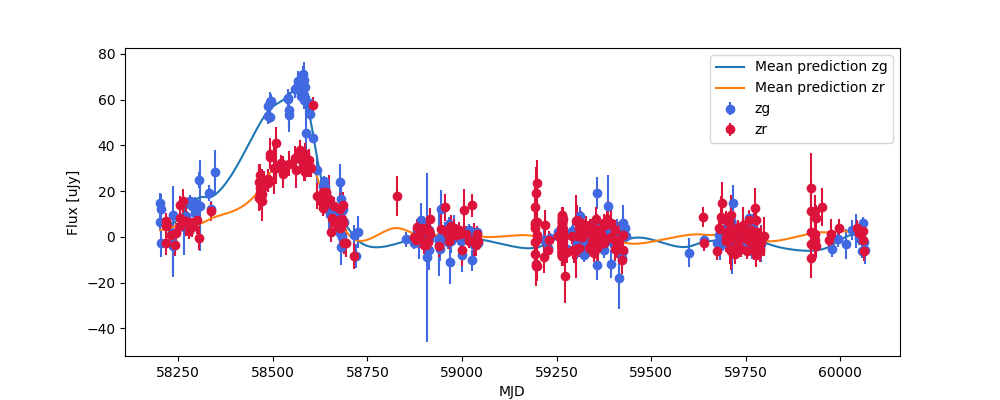 80
60
40
20
0
−20
−40
Flux [uJy]
58250
58500
58750
59000
59250
59500
59750
60000
MJD
Mean prediction zg
Mean prediction zr
zg
zr